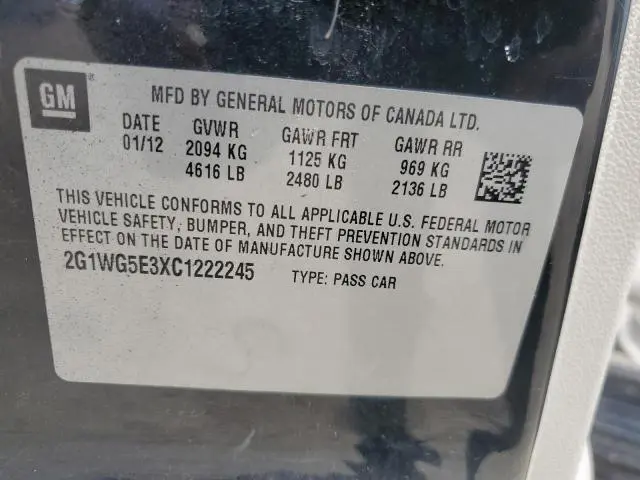 GM ®
MFD BY GENERAL MOTORS OF CANADA LTD.
DATE GVWR GAWR FRT GAWR RR
01/12 2094 KG 1125 KG 969 KG
4616 LB 2480 LB 2136 LB
THIS VEHICLE CONFORMS TO ALL APPLICABLE U.S. FEDERAL MOTOR
VEHICLE SAFETY, BUMPER, AND THEFT PREVENTION STANDARDS IN
EFFECT ON THE DATE OF MANUFACTURE SHOWN ABOVE.
2G1WG5E3XC1222245 TYPE: PASS CAR